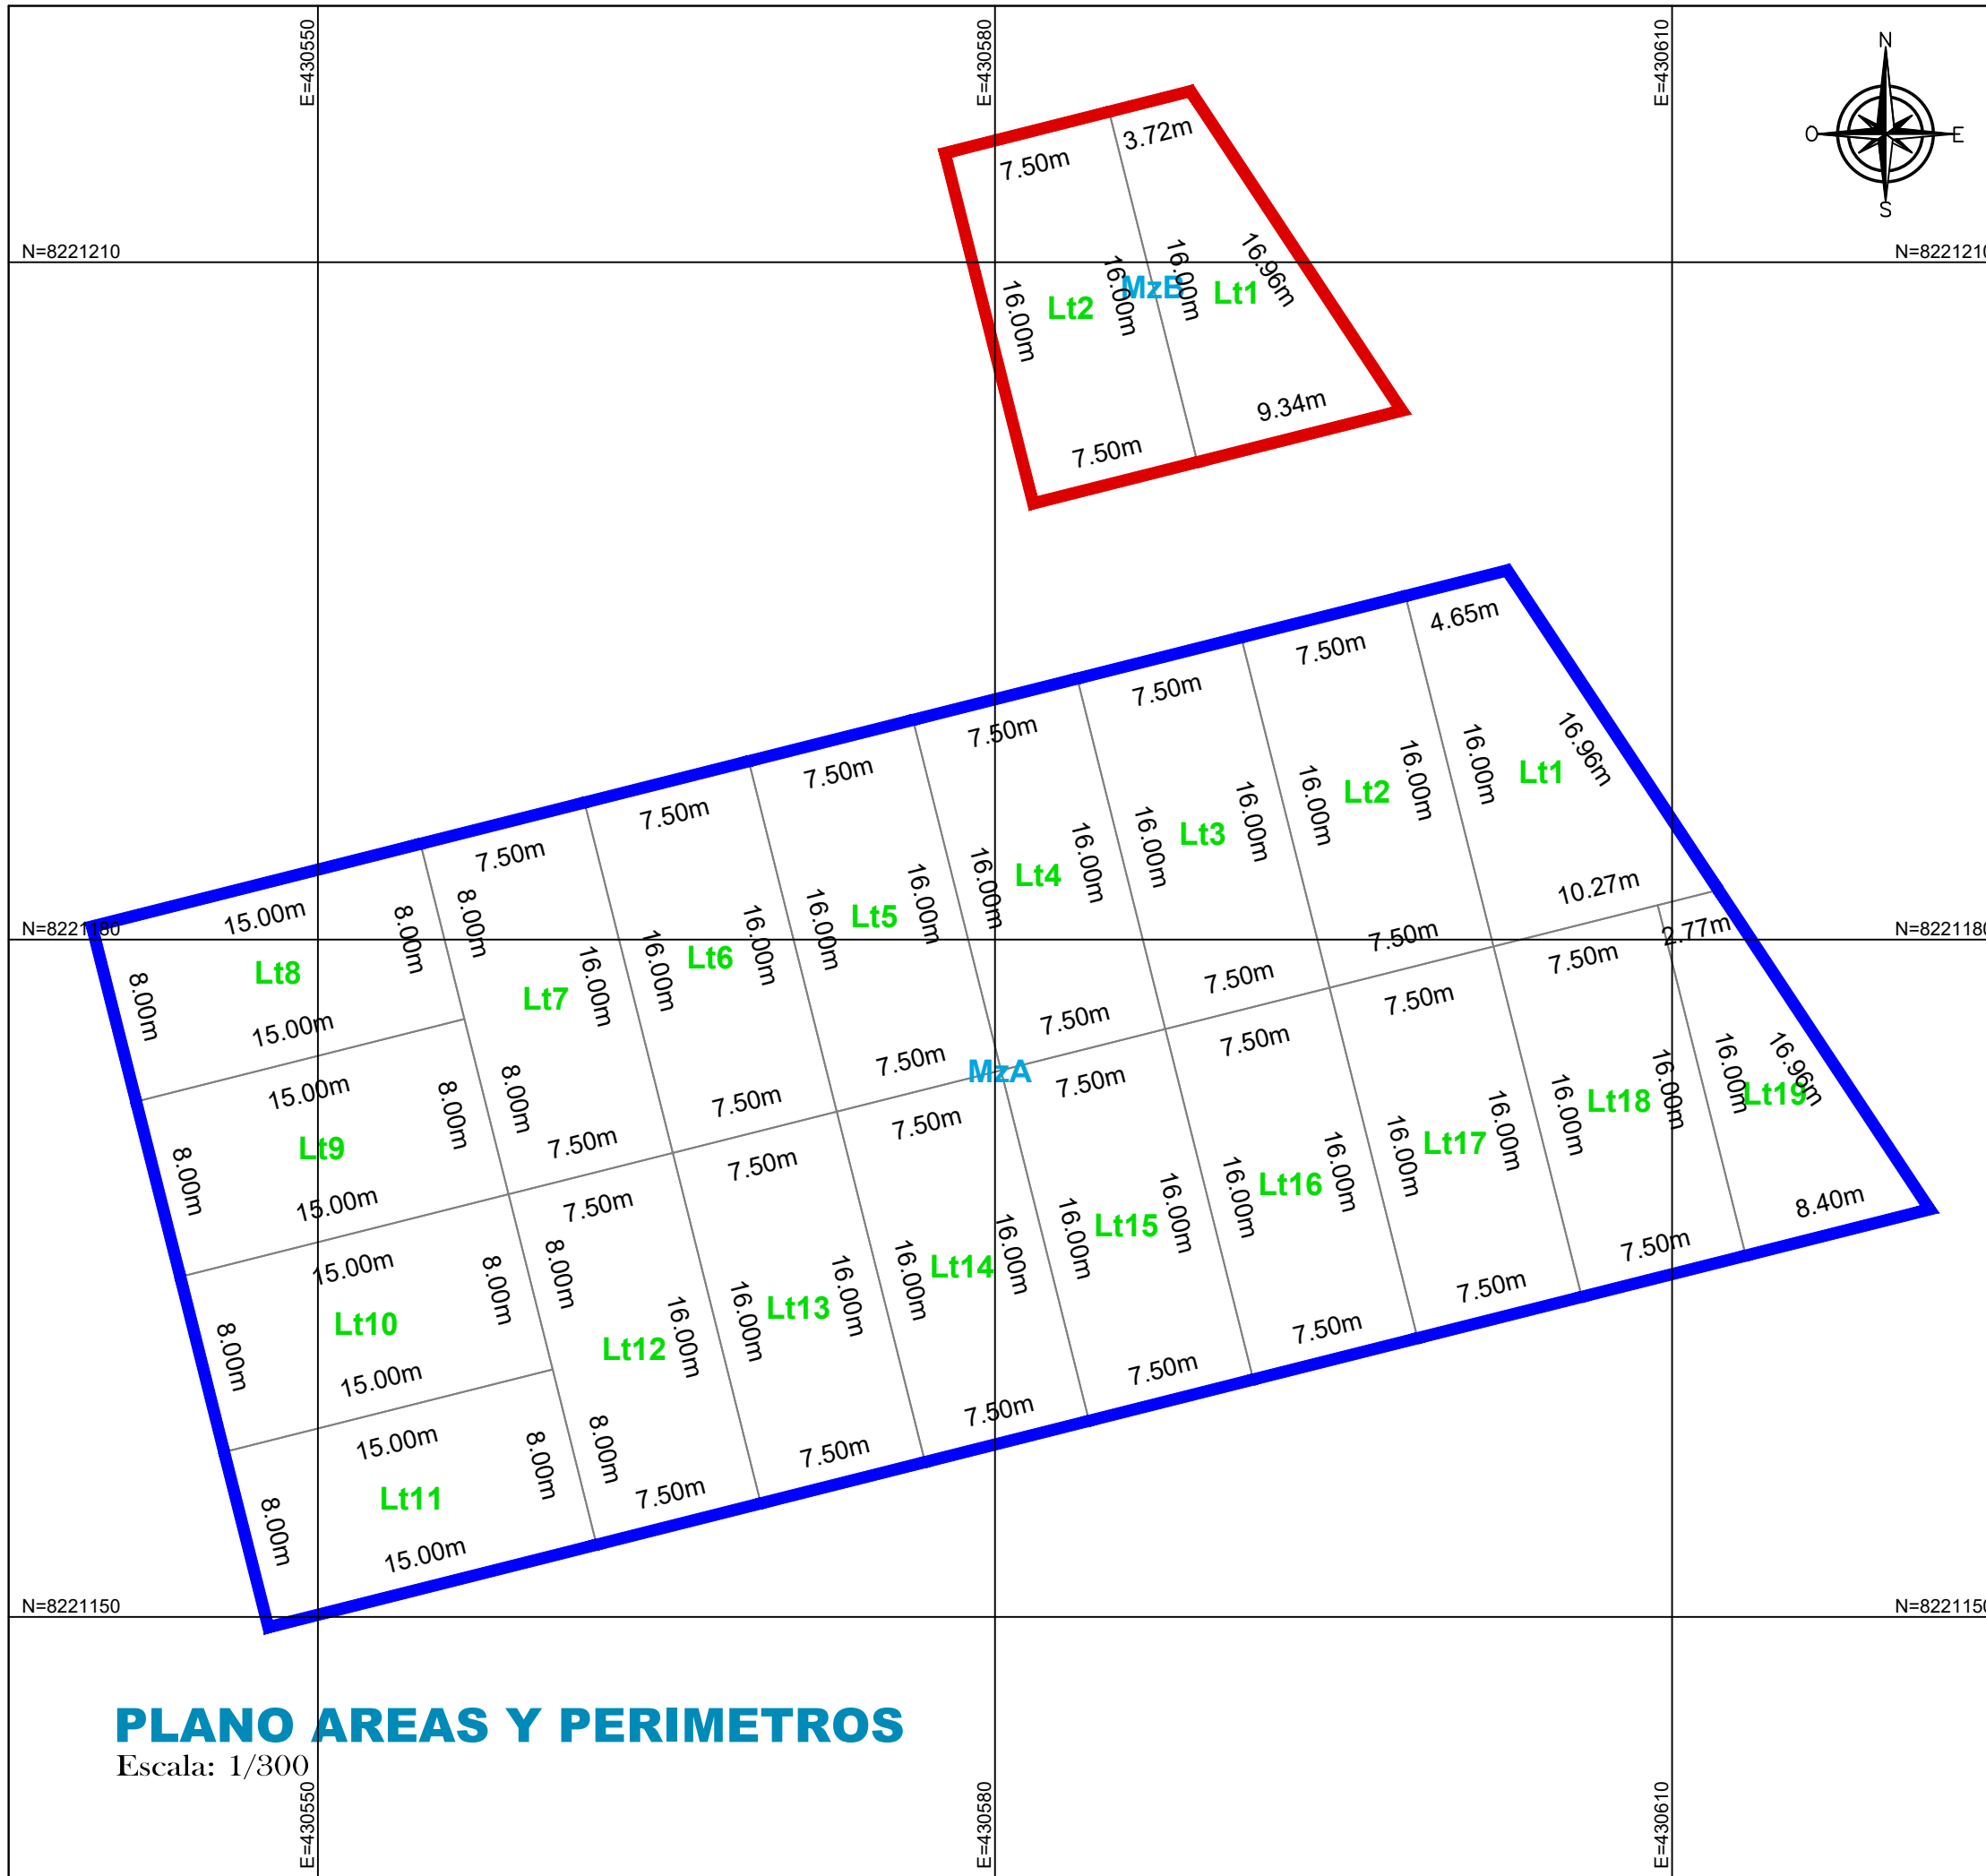 E=430550
E=430580
E=430610
N
O
E
S
N=8221210
N=8221210
7.50m
3.72m
16.00m
Lt2
16.00m
MzB
16.00m
Lt1
16.96m
7.50m
9.34m
4.65m
7.50m
7.50m
7.50m
7.50m
7.50m
7.50m
15.00m
N=8221180
N=8221180
16.00m
Lt1
16.96m
10.27m
16.00m
Lt2
16.00m
7.50m
16.00m
Lt3
16.00m
7.50m
16.00m
Lt4
16.00m
7.50m
16.00m
Lt5
16.00m
7.50m
16.00m
Lt6
16.00m
7.50m
8.00m
8.00m
Lt7
16.00m
7.50m
8.00m
Lt8
8.00m
15.00m
15.00m
8.00m
Lt9
8.00m
15.00m
15.00m
8.00m
Lt10
8.00m
15.00m
15.00m
8.00m
Lt11
8.00m
15.00m
MzA
7.50m
8.00m
8.00m
Lt12
16.00m
7.50m
7.50m
16.00m
Lt13
16.00m
7.50m
7.50m
16.00m
Lt14
16.00m
7.50m
7.50m
16.00m
Lt15
16.00m
7.50m
7.50m
16.00m
Lt16
16.00m
7.50m
7.50m
16.00m
Lt17
16.00m
7.50m
7.50m
16.00m
Lt18
16.00m
7.50m
2.77m
16.00m
Lt19
16.96m
8.40m
N=8221150
N=8221150
PLANO AREAS Y PERIMETROS
Escala: 1/300
E=430550
E=430580
E=430610